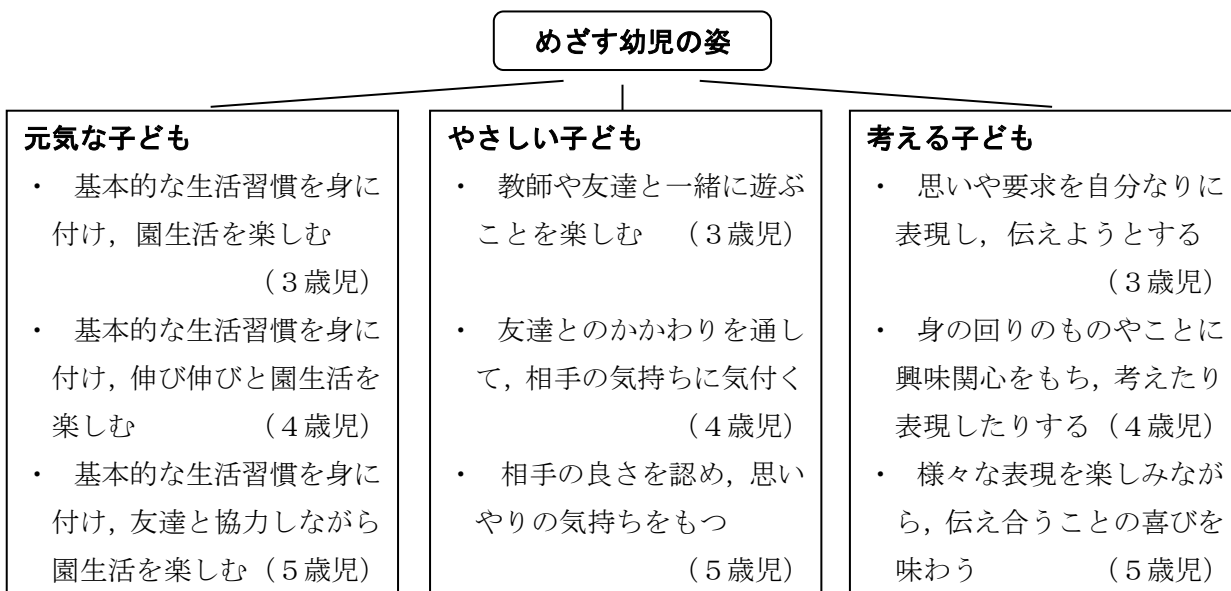 めざす幼児の姿
元気な子ども
・ 基本的な生活習慣を身に
付け，園生活を楽しむ
（３歳児）
・ 基本的な生活習慣を身に
付け，伸び伸びと園生活を
楽しむ （４歳児）
・ 基本的な生活習慣を身に
付け，友達と協力しながら
園生活を楽しむ（５歳児）
やさしい子ども
・ 教師や友達と一緒に遊ぶ
ことを楽しむ （３歳児）
・ 友達とのかかわりを通し
て，相手の気持ちに気付く
（４歳児）
・ 相手の良さを認め，思い
やりの気持ちをもつ
（５歳児）
考える子ども
・ 思いや要求を自分なりに
表現し，伝えようとする
（３歳児）
・ 身の回りのものやことに
興味関心をもち，考えたり
表現したりする（４歳児）
・ 様々な表現を楽しみなが
ら，伝え合うことの喜びを
味わう （５歳児）